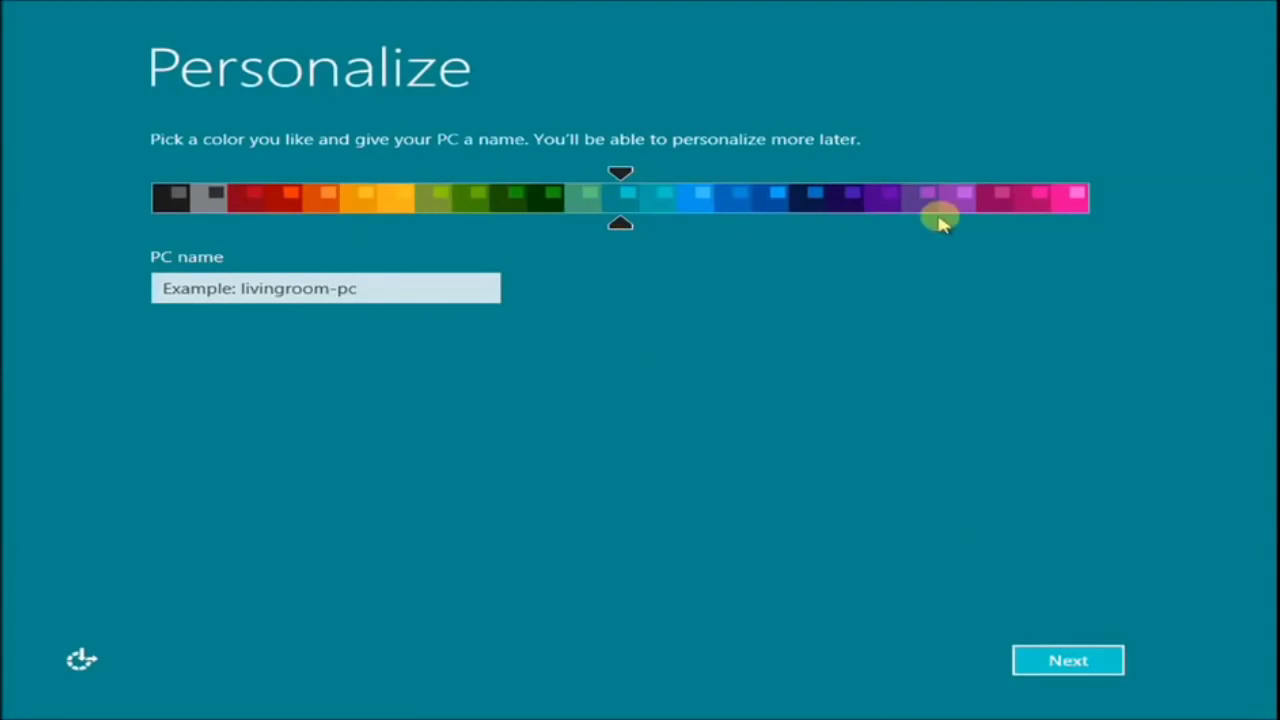 Personalize
Pick a color you like and give your PC a name. You'll be able to personalize more later.
PC name
Example: livingroom-pc
Next